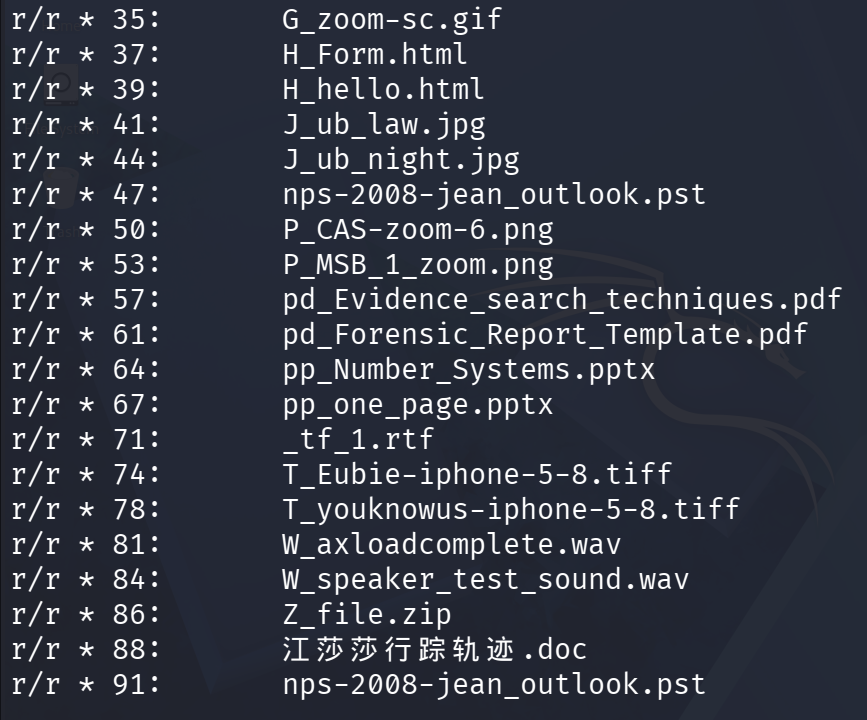 r/r * 35: G_zoom-sc.gif
r/r * 37: H_Form.html
r/r * 39: H_hello.html
r/r * 41: J_ub_law.jpg
r/r * 44: J_ub_night.jpg
r/r * 47: nps-2008-jean_outlook.pst
r/r * 50: P_CAS-zoom-6.png
r/r * 53: P_MSB_1_zoom.png
r/r * 57: pd_Evidence_search_techniques.pdf
r/r * 61: pd_Forensic_Report_Template.pdf
r/r * 64: pp_Number_Systems.pptx
r/r * 67: pp_one_page.pptx
r/r * 71: _tf_1.rtf
r/r * 74: T_Eubie-iphone-5-8.tiff
r/r * 78: T_youknowus-iphone-5-8.tiff
r/r * 81: W_axloadcomplete.wav
r/r * 84: W_speaker_test_sound.wav
r/r * 86: Z_file.zip
r/r * 88: 江莎莎行踪轨迹.doc
r/r * 91: nps-2008-jean_outlook.pst